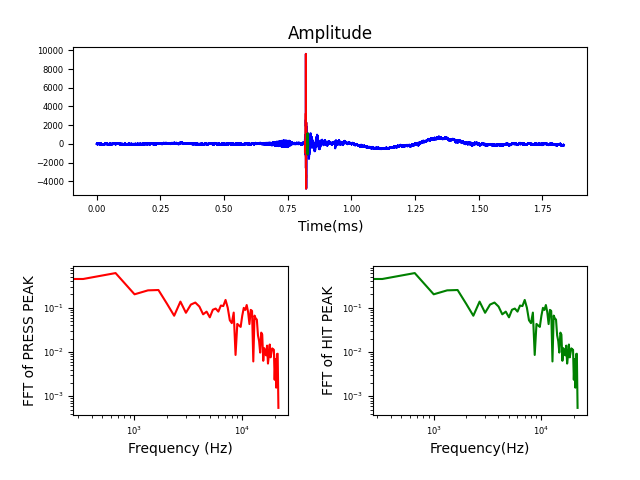 Amplitude
10000
8000
6000
4000
2000
0
−2000
−4000
0.00 0.25 0.50 0.75 1.00 1.25 1.50 1.75
Time(ms)
FFT of PRESS PEAK
10⁻¹
10⁻²
10⁻³
10³ 10⁴
Frequency (Hz)
FFT of HIT PEAK
10⁻¹
10⁻²
10⁻³
10³ 10⁴
Frequency(Hz)